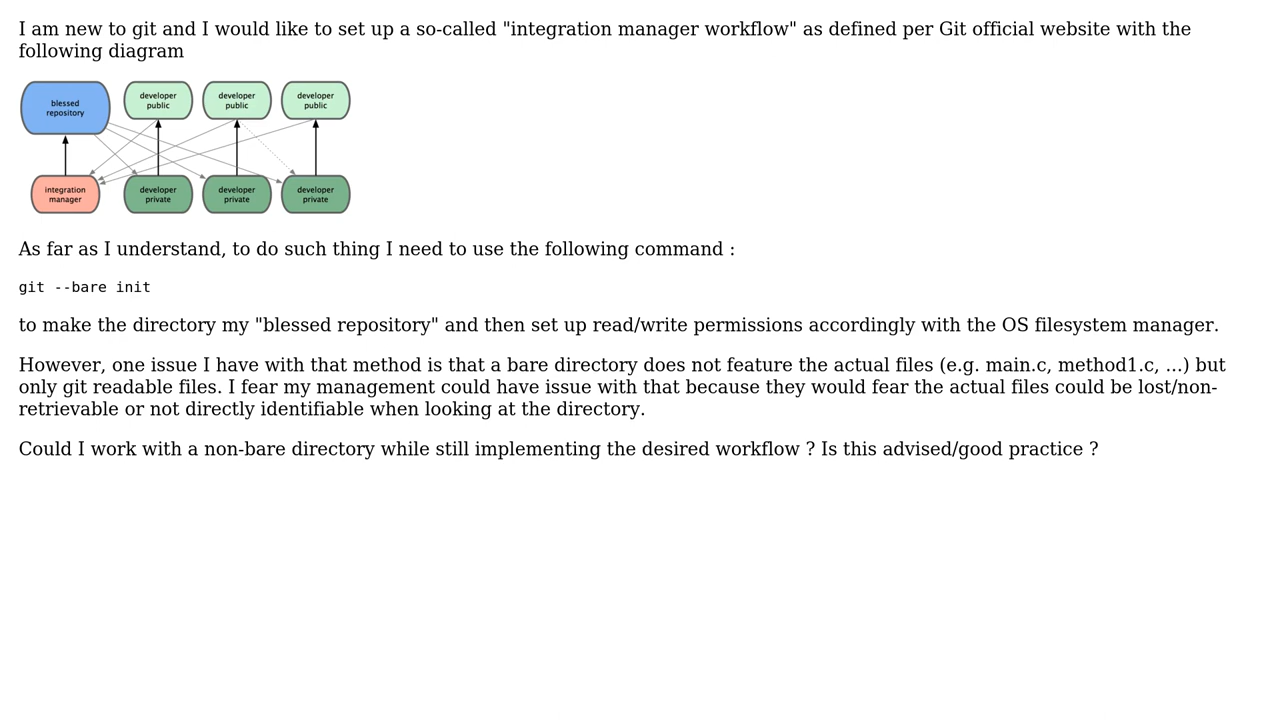 I am new to git and I would like to set up a so-called "integration manager workflow" as defined per Git official website with the
following diagram
blessed
repository
developer
public
developer
public
developer
public
integration
manager
developer
private
developer
private
developer
private
As far as I understand, to do such thing I need to use the following command :
git --bare init
to make the directory my "blessed repository" and then set up read/write permissions accordingly with the OS filesystem manager.
However, one issue I have with that method is that a bare directory does not feature the actual files (e.g. main.c, method1.c, ...) but
only git readable files. I fear my management could have issue with that because they would fear the actual files could be lost/non-
retrievable or not directly identifiable when looking at the directory.
Could I work with a non-bare directory while still implementing the desired workflow ? Is this advised/good practice ?